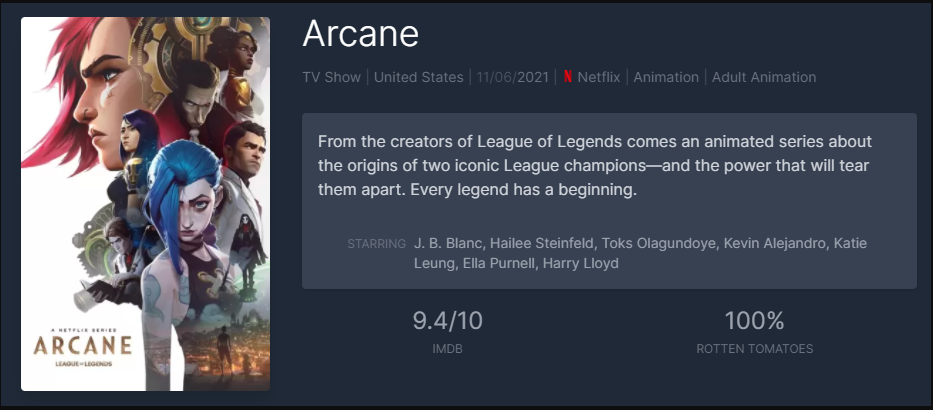 Arcane
TV Show | United States | 11/06/2021 | N Netflix | Animation | Adult Animation
From the creators of League of Legends comes an animated series about
the origins of two iconic League champions—and the power that will tear
them apart. Every legend has a beginning.
STARRING J. B. Blanc, Hailee Steinfeld, Toks Olagundoye, Kevin Alejandro, Katie
Leung, Ella Purnell, Harry Lloyd
9.4/10 100%
IMDB ROTTEN TOMATOES
A NETFLIX SERIES
ARCANE
LEAGUE OF LEGENDS